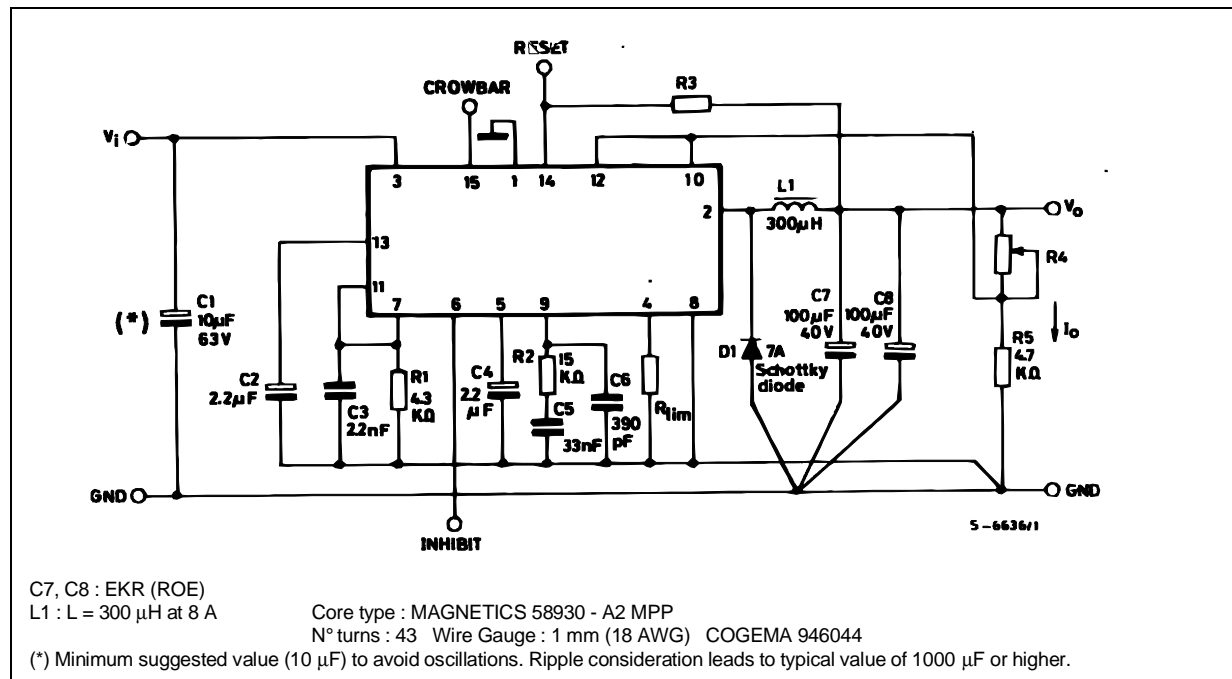 RESET
R3
CROWBAR
Vi
3
15
1
14
12
10
L1
2
300µH
Vo
13
R4
11
C1
10µF
63V
(*)
7
6
5
9
4
8
C7
100µF
40V
C8
100µF
40V
Io
R5
4.7
KΩ
D1
7A
Schottky
diode
C2
2.2µF
C3
2.2nF
R1
4.3
KΩ
C4
2.2
µF
R2
15
KΩ
C5
33nF
C6
390
pF
Rlim
GND
GND
INHIBIT
S-6636/1
C7, C8 : EKR (ROE)
L1 : L = 300 µH at 8 A Core type : MAGNETICS 58930 - A2 MPP
N° turns : 43 Wire Gauge : 1 mm (18 AWG) COGEMA 946044
(*) Minimum suggested value (10 µF) to avoid oscillations. Ripple consideration leads to typical value of 1000 µF or higher.